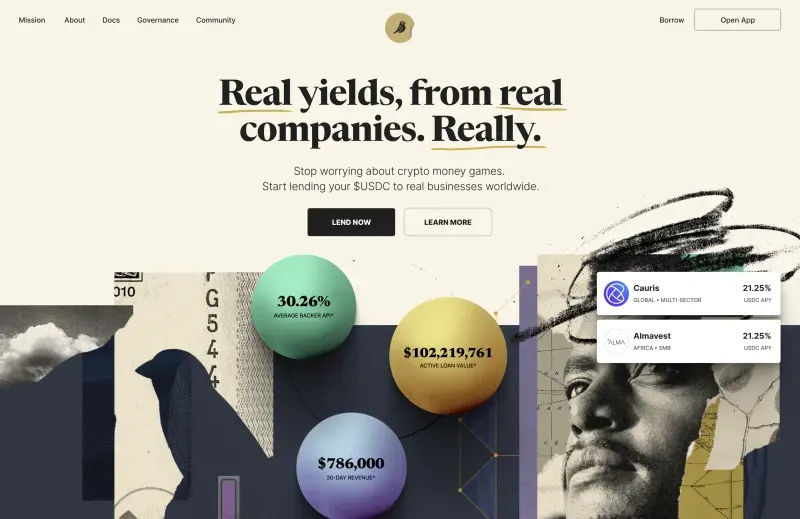 Mission About Docs Governance Community
Borrow Open App
Real yields, from real
companies. Really.
Stop worrying about crypto money games.
Start lending your $USDC to real businesses worldwide.
LEND NOW LEARN MORE
010
G
5
4
4
30.26%
AVERAGE BACKER API*
$102,219,761
ACTIVE LOAN VALUE*
$786,000
30-DAY REVENUE*
Cauris 21.25%
GLOBAL • MULTI-SECTOR USDC APY
ALMA
Almavest 21.25%
AFRICA • SMB USDC APY